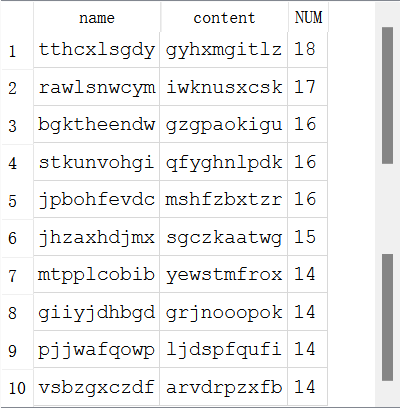 name content NUM
1 tthcxlsgdy gyhxmgitlz 18
2 rawlsnwcym iwknusxcsk 17
3 bgktheendw gzgpaokigu 16
4 stkunvohgi qfyghnlpdk 16
5 jpbohfevdc mshfzbxtzr 16
6 jhzaxhdjmx sgczkaatwg 15
7 mtpplcobib yewstmfrox 14
8 giiyjdhbgd grjnooopok 14
9 pjjwafqowp ljdspfqufi 14
10 vsbzgxczdf arvdrpzxfb 14